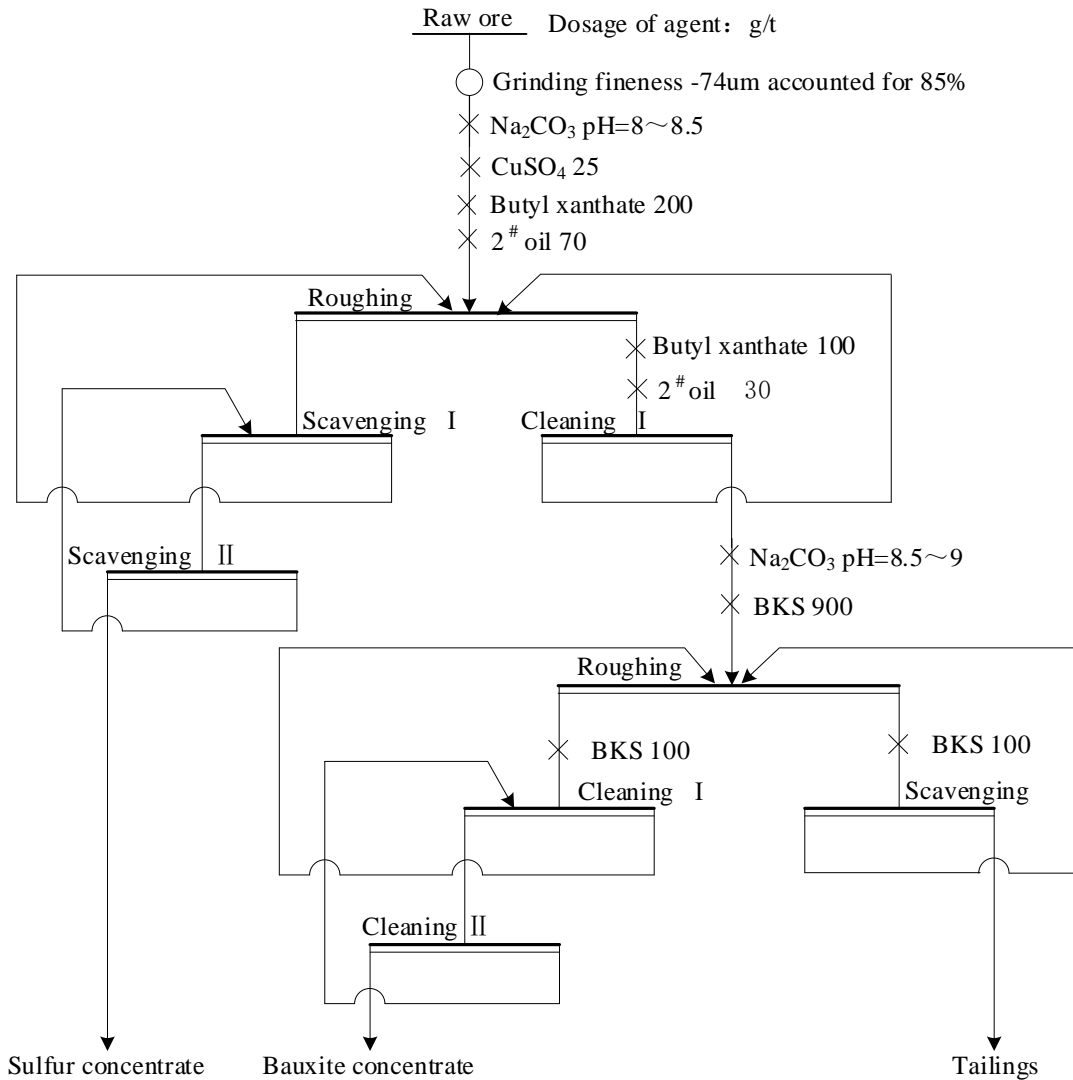 Raw ore
Dosage of agent：g/t
Grinding fineness -74um accounted for 85%
Na₂CO₃ pH=8～8.5
CuSO₄ 25
Butyl xanthate 200
2# oil 70
Roughing
Butyl xanthate 100
2# oil 30
Scavenging Ⅰ
Cleaning Ⅰ
Scavenging Ⅱ
Na₂CO₃ pH=8.5～9
BKS 900
Roughing
BKS 100
BKS 100
Cleaning Ⅰ
Scavenging
Cleaning Ⅱ
Sulfur concentrate
Bauxite concentrate
Tailings